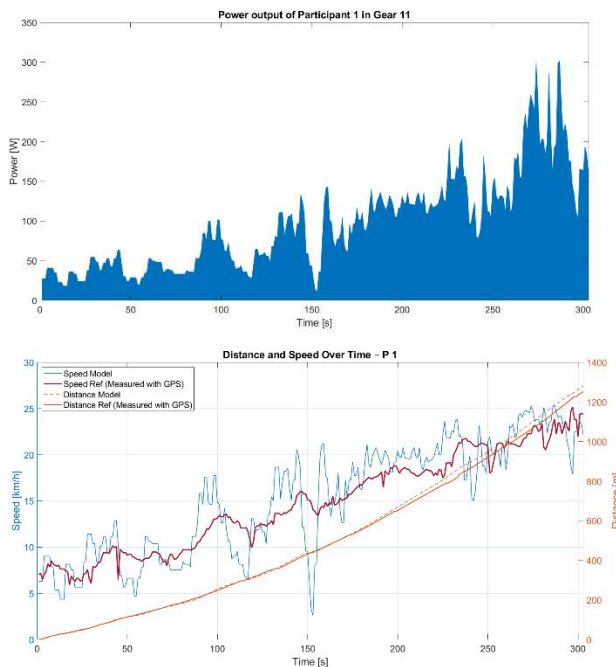 Power output of Participant 1 in Gear 11
350
300
250
200
150
100
50
0
Power [W]
0 50 100 150 200 250 300
Time [s]
Distance and Speed Over Time – P 1
30
25
20
15
10
5
0
Speed [km/h]
Speed Model
Speed Ref (Measured with GPS)
Distance Model
Distance Ref (Measured with GPS)
1400
1200
1000
800
600
400
200
0
Distance [m]
0 50 100 150 200 250 300
Time [s]